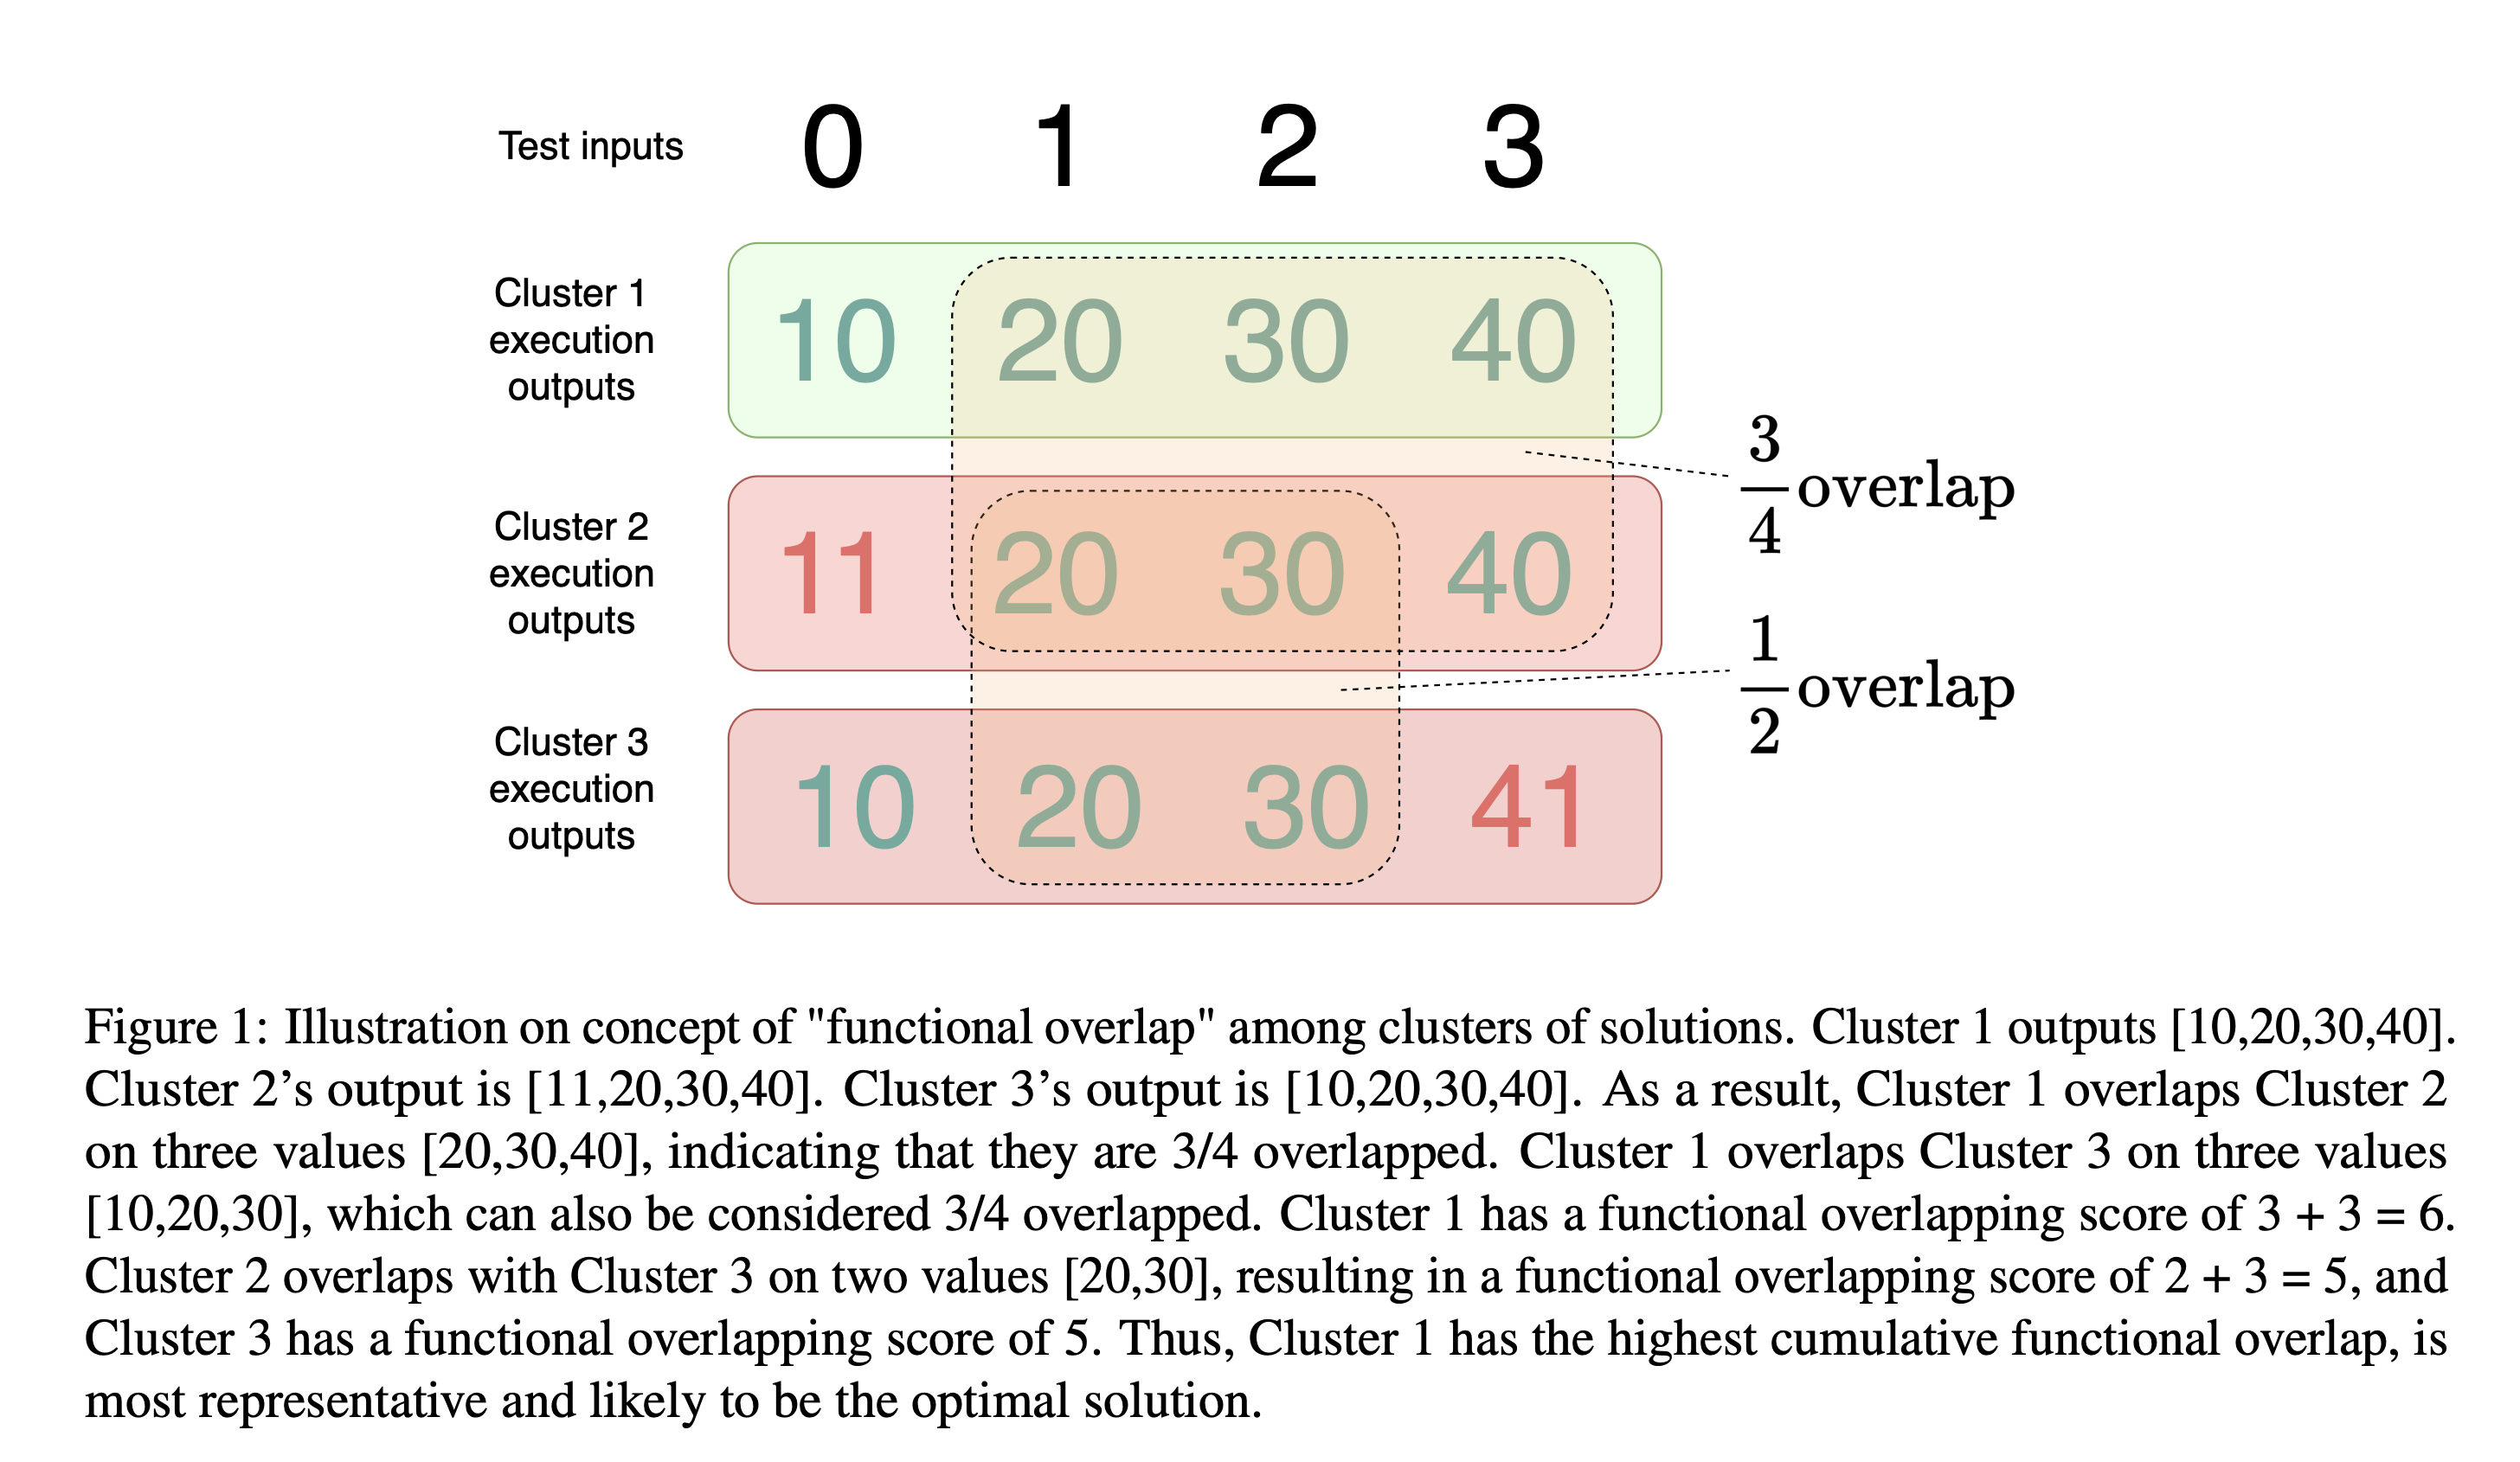 Test inputs 0 1 2 3
Cluster 1
execution
outputs
10 20 30 40
3/4 overlap
Cluster 2
execution
outputs
11 20 30 40
1/2 overlap
Cluster 3
execution
outputs
10 20 30 41
Figure 1: Illustration on concept of "functional overlap" among clusters of solutions. Cluster 1 outputs [10,20,30,40].
Cluster 2’s output is [11,20,30,40]. Cluster 3’s output is [10,20,30,40]. As a result, Cluster 1 overlaps Cluster 2
on three values [20,30,40], indicating that they are 3/4 overlapped. Cluster 1 overlaps Cluster 3 on three values
[10,20,30], which can also be considered 3/4 overlapped. Cluster 1 has a functional overlapping score of 3 + 3 = 6.
Cluster 2 overlaps with Cluster 3 on two values [20,30], resulting in a functional overlapping score of 2 + 3 = 5, and
Cluster 3 has a functional overlapping score of 5. Thus, Cluster 1 has the highest cumulative functional overlap, is
most representative and likely to be the optimal solution.